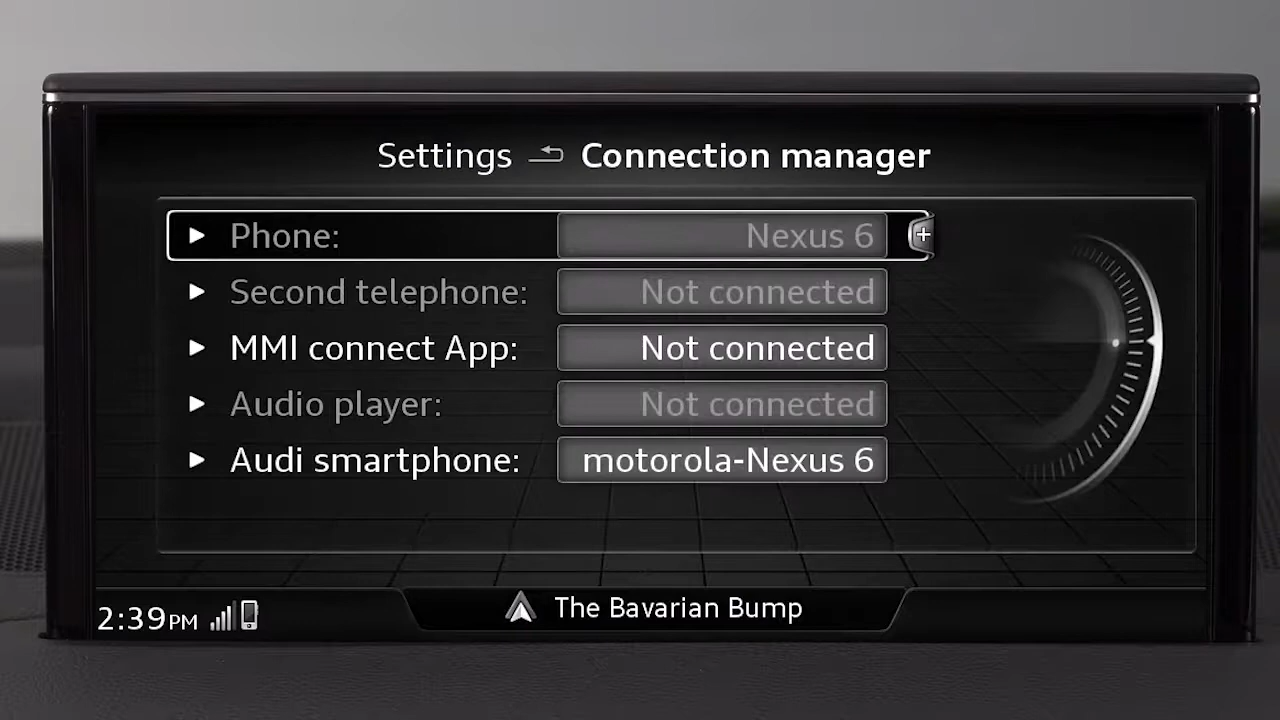 Settings Connection manager
Phone: Nexus 6
Second telephone: Not connected
MMI connect App: Not connected
Audio player: Not connected
Audi smartphone: motorola-Nexus 6
2:39PM The Bavarian Bump